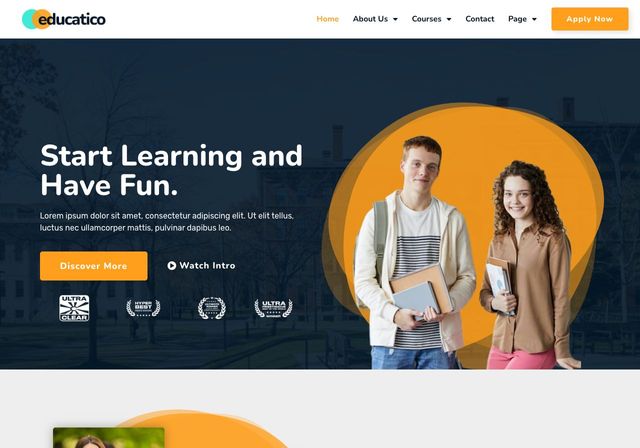 educatico
Home
About Us
Courses
Contact
Page
Apply Now
Start Learning and
Have Fun.
Lorem ipsum dolor sit amet, consectetur adipiscing elit. Ut elit tellus,
luctus nec ullamcorper mattis, pulvinar dapibus leo.
Discover More
Watch Intro
ULTRA
CLEAR
HYPER
BEST
ULTRA